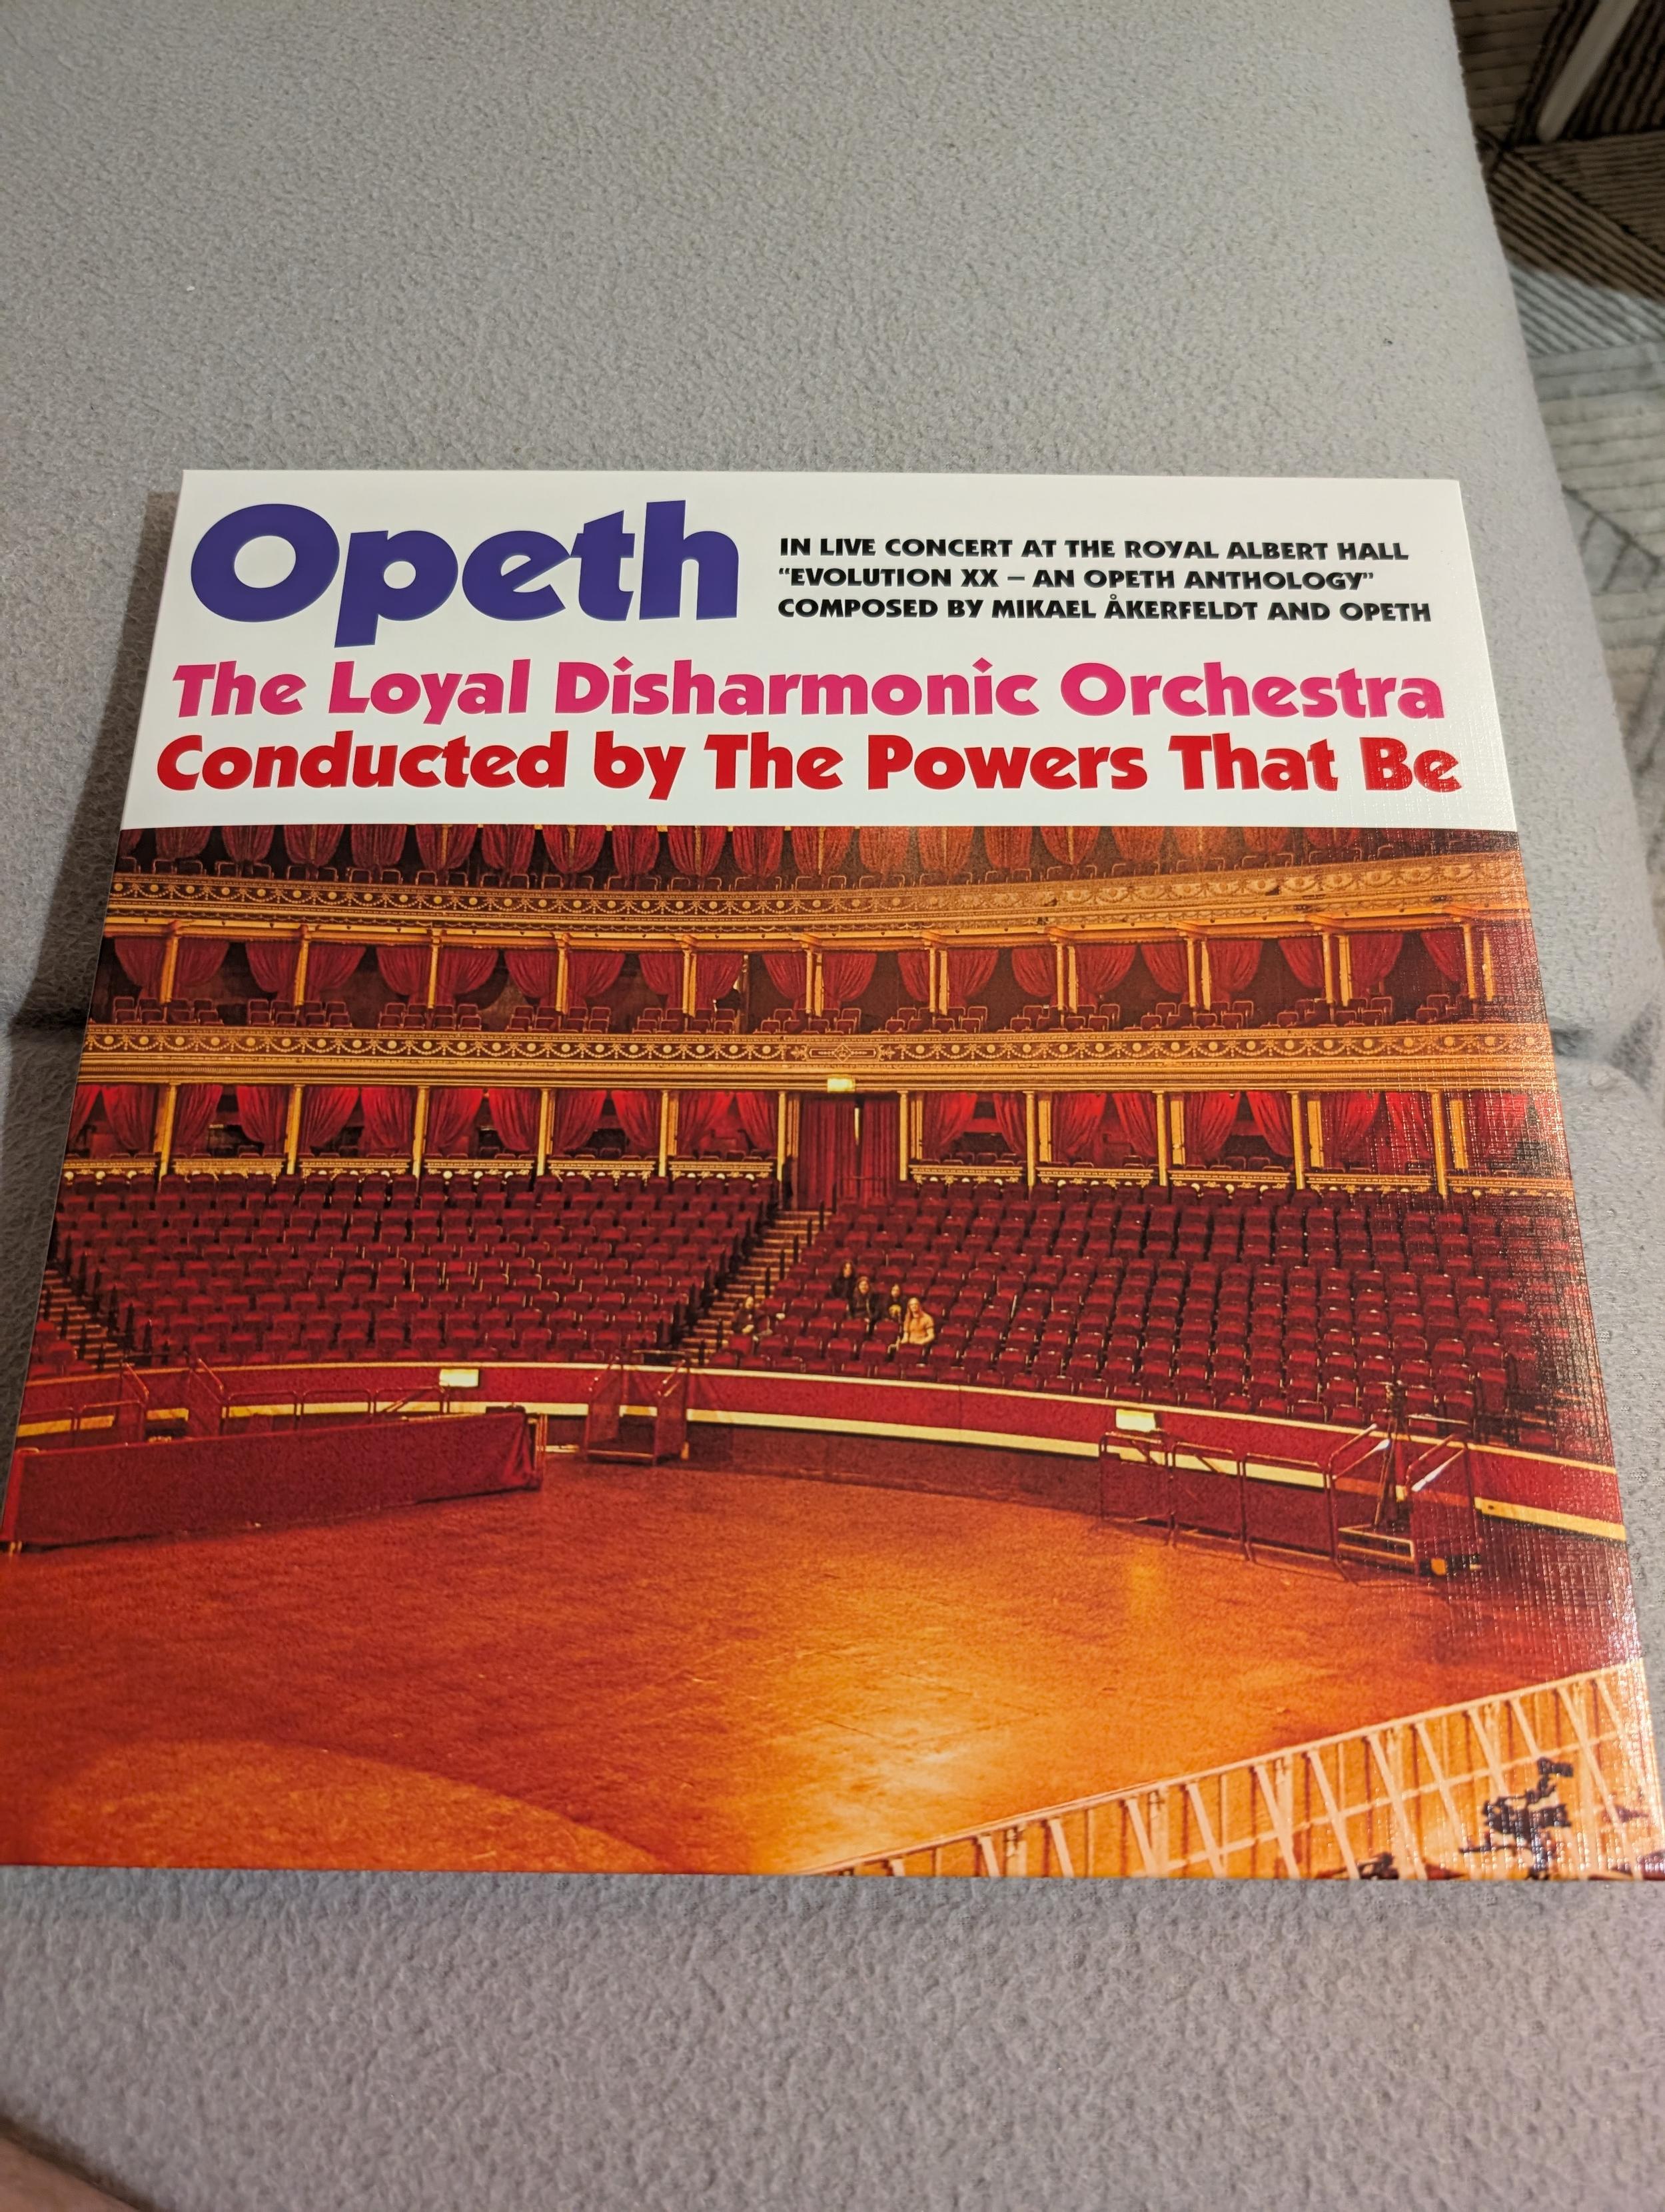 Opeth
IN LIVE CONCERT AT THE ROYAL ALBERT HALL
“EVOLUTION XX – AN OPETH ANTHOLOGY”
COMPOSED BY MIKAEL ÅKERFELDT AND OPETH
The Loyal Disharmonic Orchestra
Conducted by The Powers That Be